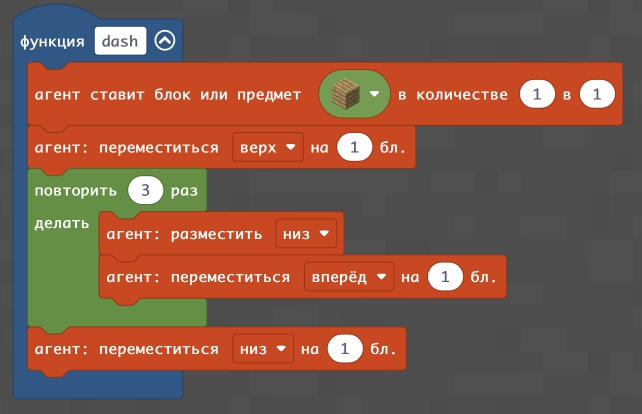 функция dash
агент ставит блок или предмет в количестве 1 в 1
агент: переместиться верх на 1 бл.
повторить 3 раз
делать
агент: разместить низ
агент: переместиться вперёд на 1 бл.
агент: переместиться низ на 1 бл.